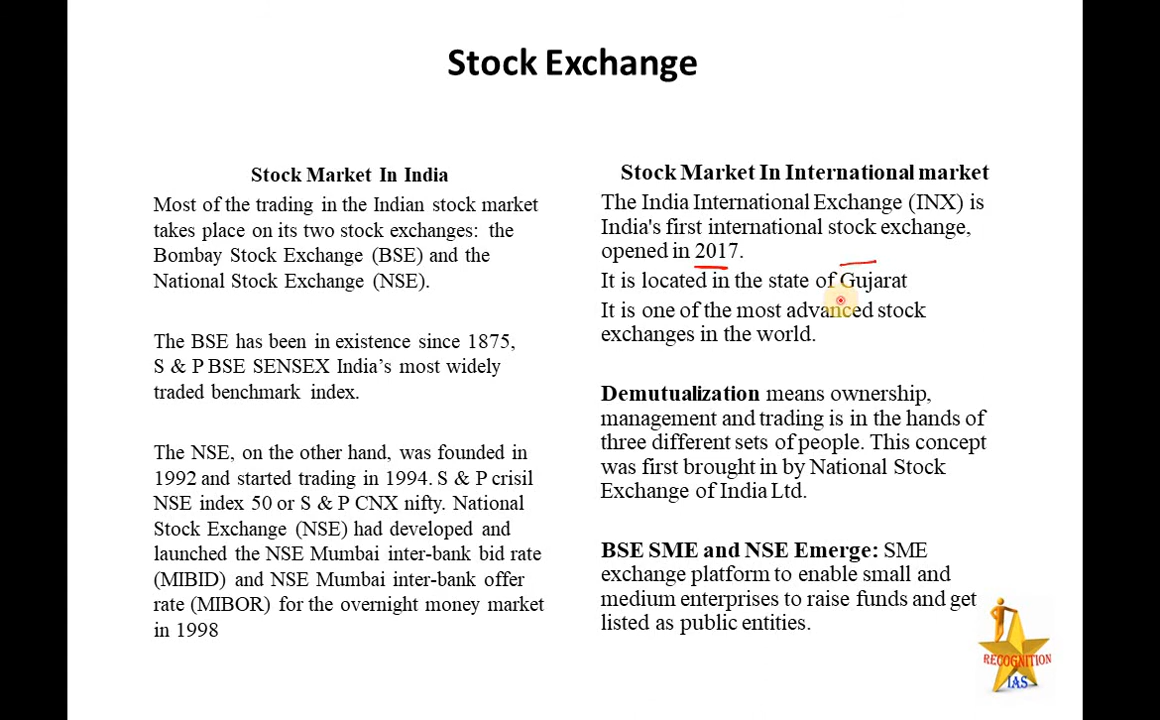 Stock Exchange
Stock Market In India
Most of the trading in the Indian stock market
takes place on its two stock exchanges: the
Bombay Stock Exchange (BSE) and the
National Stock Exchange (NSE).
The BSE has been in existence since 1875,
S & P BSE SENSEX India’s most widely
traded benchmark index.
The NSE, on the other hand, was founded in
1992 and started trading in 1994. S & P crisil
NSE index 50 or S & P CNX nifty. National
Stock Exchange (NSE) had developed and
launched the NSE Mumbai inter-bank bid rate
(MIBID) and NSE Mumbai inter-bank offer
rate (MIBOR) for the overnight money market
in 1998
Stock Market In International market
The India International Exchange (INX) is
India's first international stock exchange,
opened in 2017.
It is located in the state of Gujarat
It is one of the most advanced stock
exchanges in the world.
Demutualization means ownership,
management and trading is in the hands of
three different sets of people. This concept
was first brought in by National Stock
Exchange of India Ltd.
BSE SME and NSE Emerge: SME
exchange platform to enable small and
medium enterprises to raise funds and get
listed as public entities.
RECOGNITION
IAS